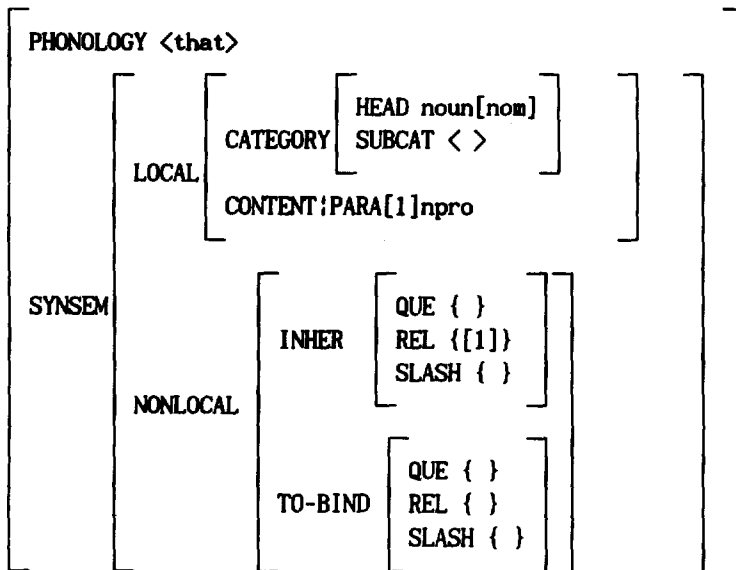 PHONOLOGY <that>
HEAD noun[nom]
CATEGORY SUBCAT < >
LOCAL
CONTENT¦PARA[1]npro
QUE { }
SYNSEM INHER REL {[1]}
SLASH { }
NONLOCAL
QUE { }
TO-BIND REL { }
SLASH { }